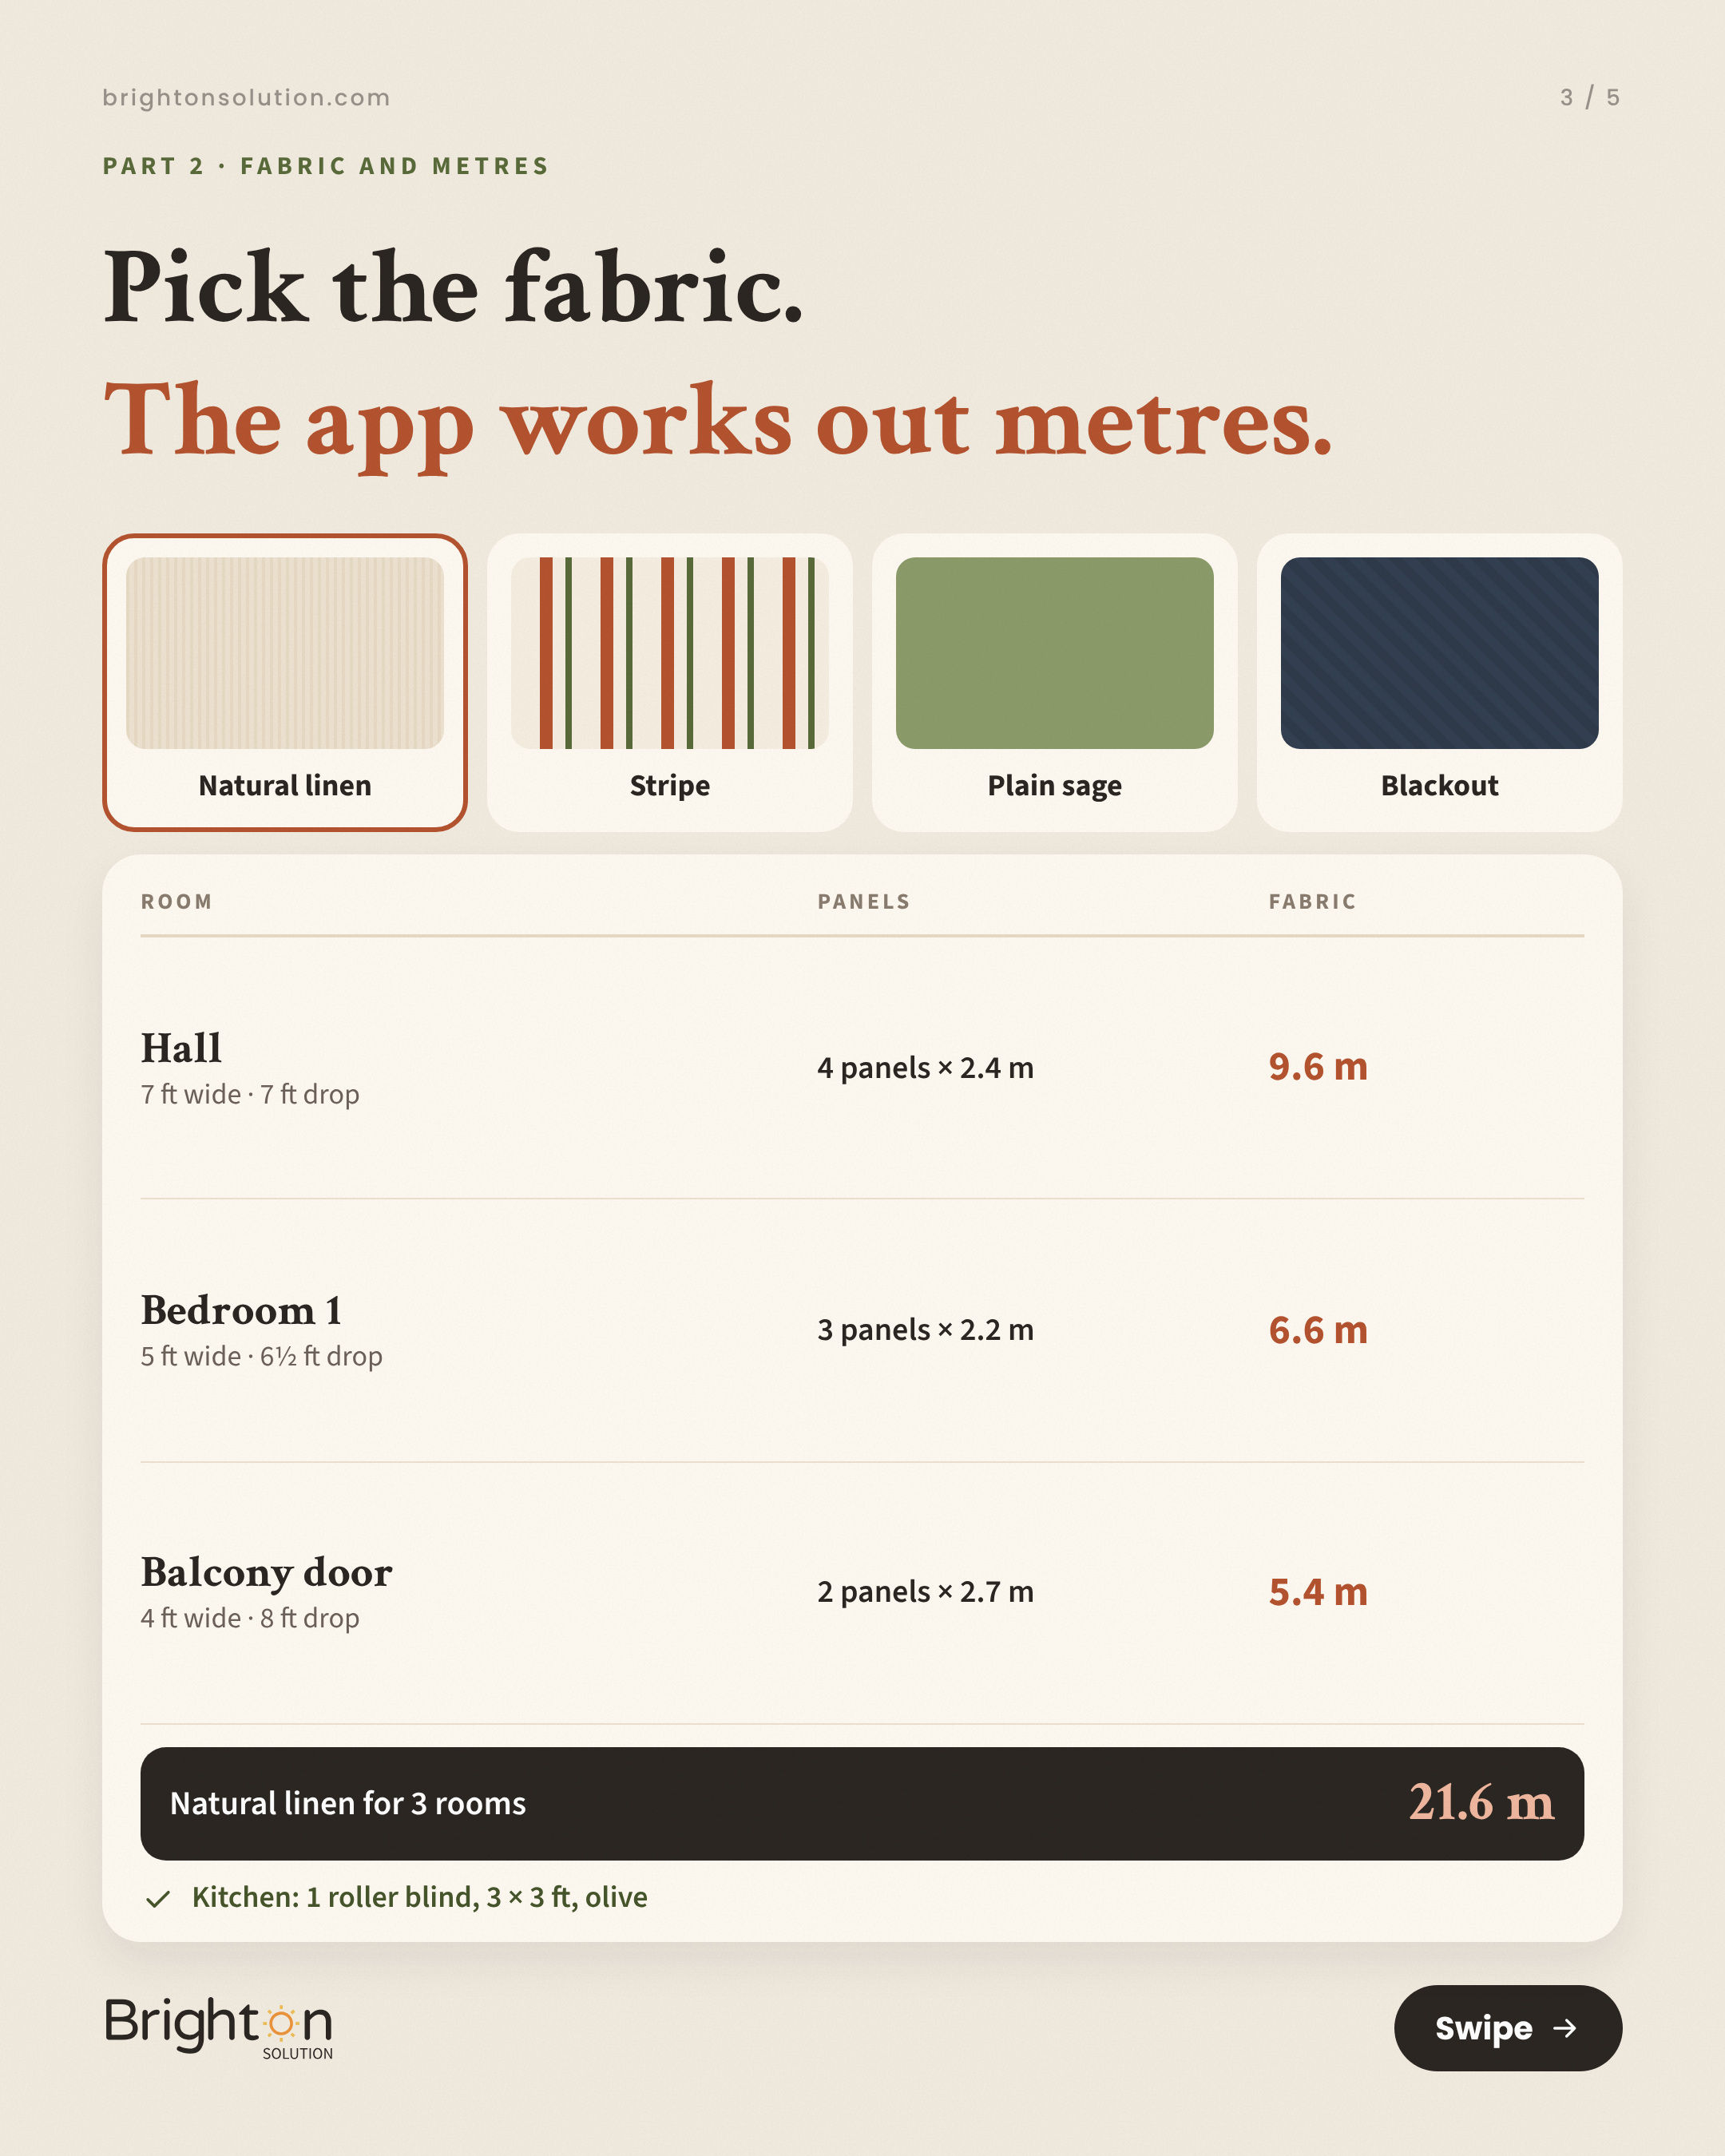 brightonsolution.com
3 / 5
PART 2 · FABRIC AND METRES
Pick the fabric.
The app works out metres.
Natural linen
Stripe
Plain sage
Blackout
ROOM PANELS FABRIC
Hall
7 ft wide · 7 ft drop
4 panels × 2.4 m
9.6 m
Bedroom 1
5 ft wide · 6½ ft drop
3 panels × 2.2 m
6.6 m
Balcony door
4 ft wide · 8 ft drop
2 panels × 2.7 m
5.4 m
Natural linen for 3 rooms
21.6 m
Kitchen: 1 roller blind, 3 × 3 ft, olive
Brighton
SOLUTION
Swipe →